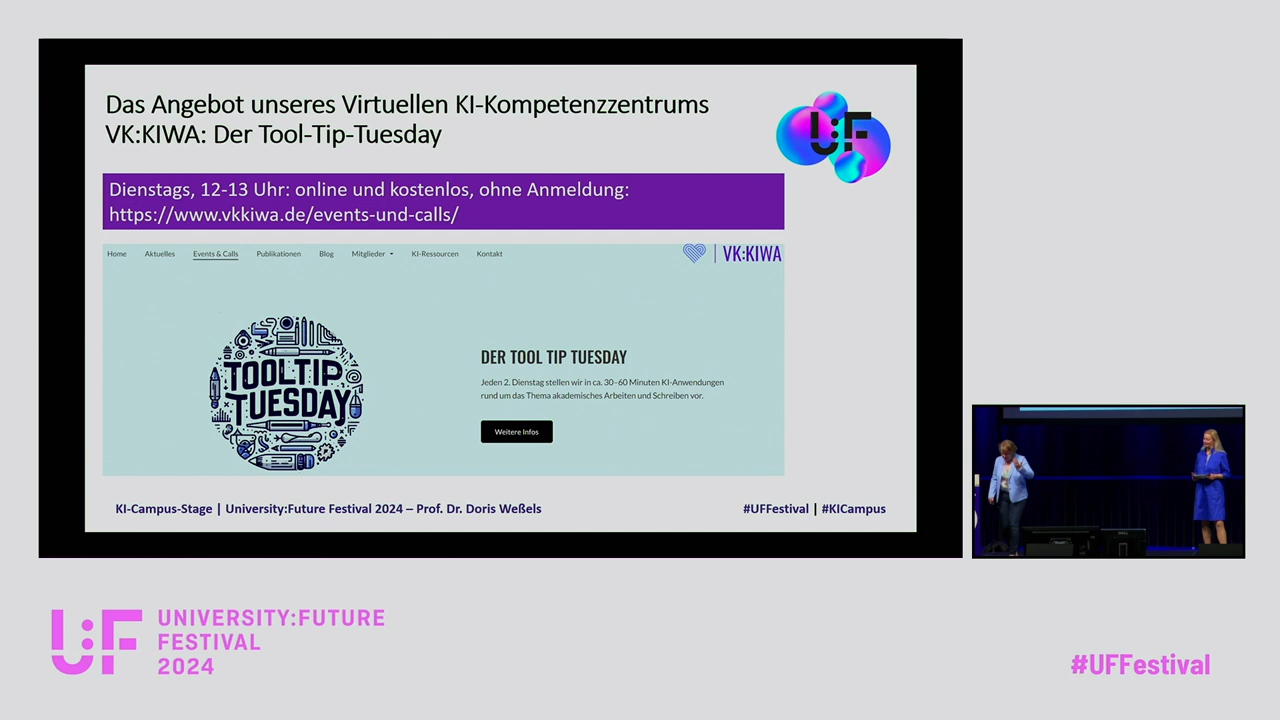 Das Angebot unseres Virtuellen KI-Kompetenzzentrums
VK:KIWA: Der Tool-Tip-Tuesday
U:F
Dienstags, 12-13 Uhr: online und kostenlos, ohne Anmeldung:
https://www.vkkiwa.de/events-und-calls/
Home Aktuelles Events & Calls Publikationen Blog Mitglieder KI-Ressourcen Kontakt
VK:KIWA
TOOLTIP
TUESDAY
DER TOOL TIP TUESDAY
Jeden 2. Dienstag stellen wir in ca. 30-60 Minuten KI-Anwendungen
rund um das Thema akademisches Arbeiten und Schreiben vor.
Weitere Infos
KI-Campus-Stage | University:Future Festival 2024 – Prof. Dr. Doris Weßels
#UFFestival | #KICampus
U:F
UNIVERSITY:FUTURE
FESTIVAL
2024
#UFFestival